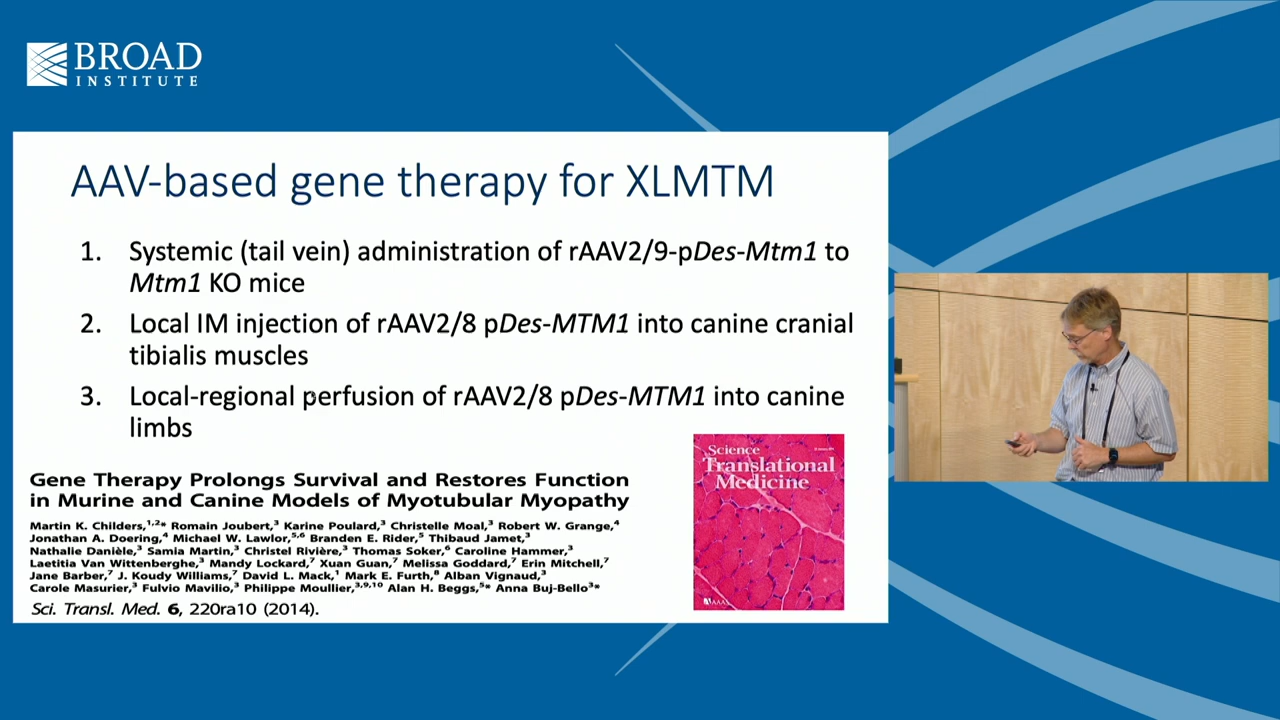 BROAD
INSTITUTE
AAV-based gene therapy for XLMTM
1. Systemic (tail vein) administration of rAAV2/9-pDes-Mtm1 to
Mtm1 KO mice
2. Local IM injection of rAAV2/8 pDes-MTM1 into canine cranial
tibialis muscles
3. Local-regional perfusion of rAAV2/8 pDes-MTM1 into canine
limbs
Gene Therapy Prolongs Survival and Restores Function
in Murine and Canine Models of Myotubular Myopathy
Martin K. Childers,1,2* Romain Joubert,3 Karine Poulard,3 Christelle Moal,3 Robert W. Grange,4
Jonathan A. Doering,4 Michael W. Lawlor,5,6 Branden E. Rider,5 Thibaud Jamet,3
Nathalie Danièle,3 Samia Martin,3 Christel Rivière,3 Thomas Soker,6 Caroline Hammer,3
Laetitia Van Wittenberghe,3 Mandy Lockard,7 Xuan Guan,7 Melissa Goddard,7 Erin Mitchell,7
Jane Barber,7 J. Koudy Williams,7 David L. Mack,1 Mark E. Furth,8 Alban Vignaud,3
Carole Masurier,3 Fulvio Mavilio,3 Philippe Moullier,3,9,10 Alan H. Beggs,5* Anna Buj-Bello3*
Sci. Transl. Med. 6, 220ra10 (2014).
Science
Translational
Medicine
AAAS